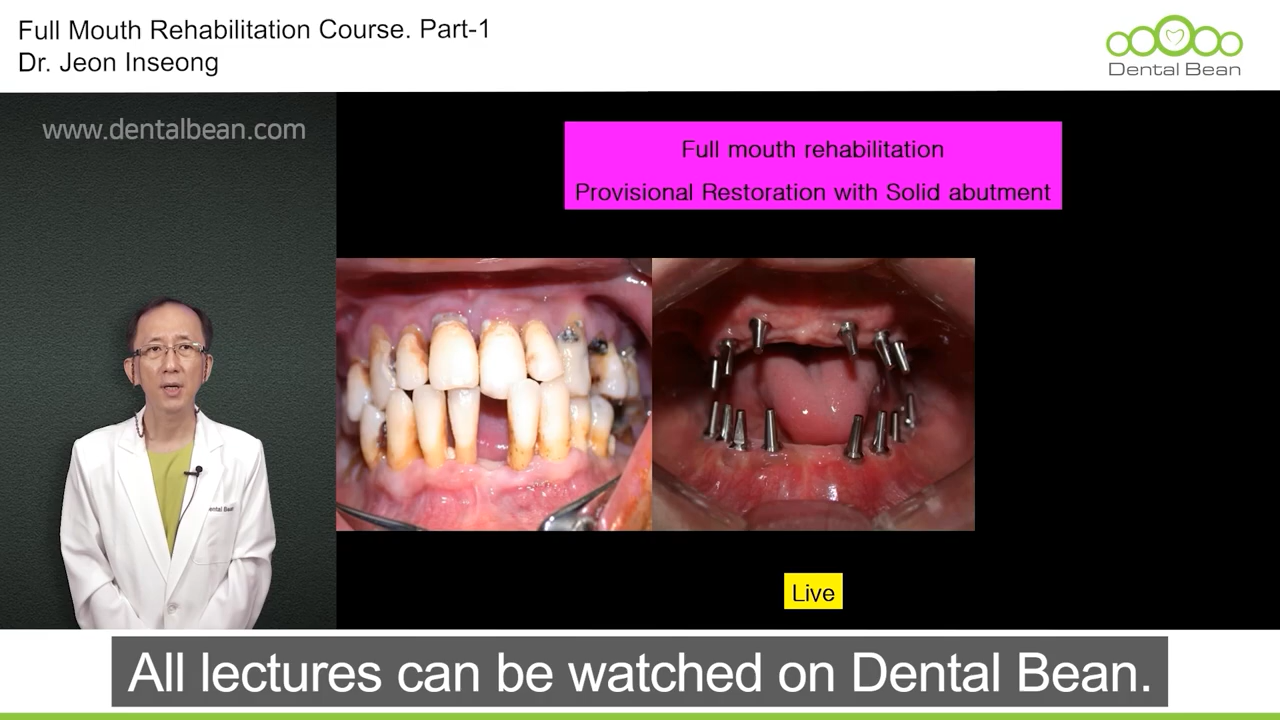 Full Mouth Rehabilitation Course. Part-1
Dr. Jeon Inseong
Dental Bean
www.dentalbean.com
Full mouth rehabilitation
Provisional Restoration with Solid abutment
Live
All lectures can be watched on Dental Bean.